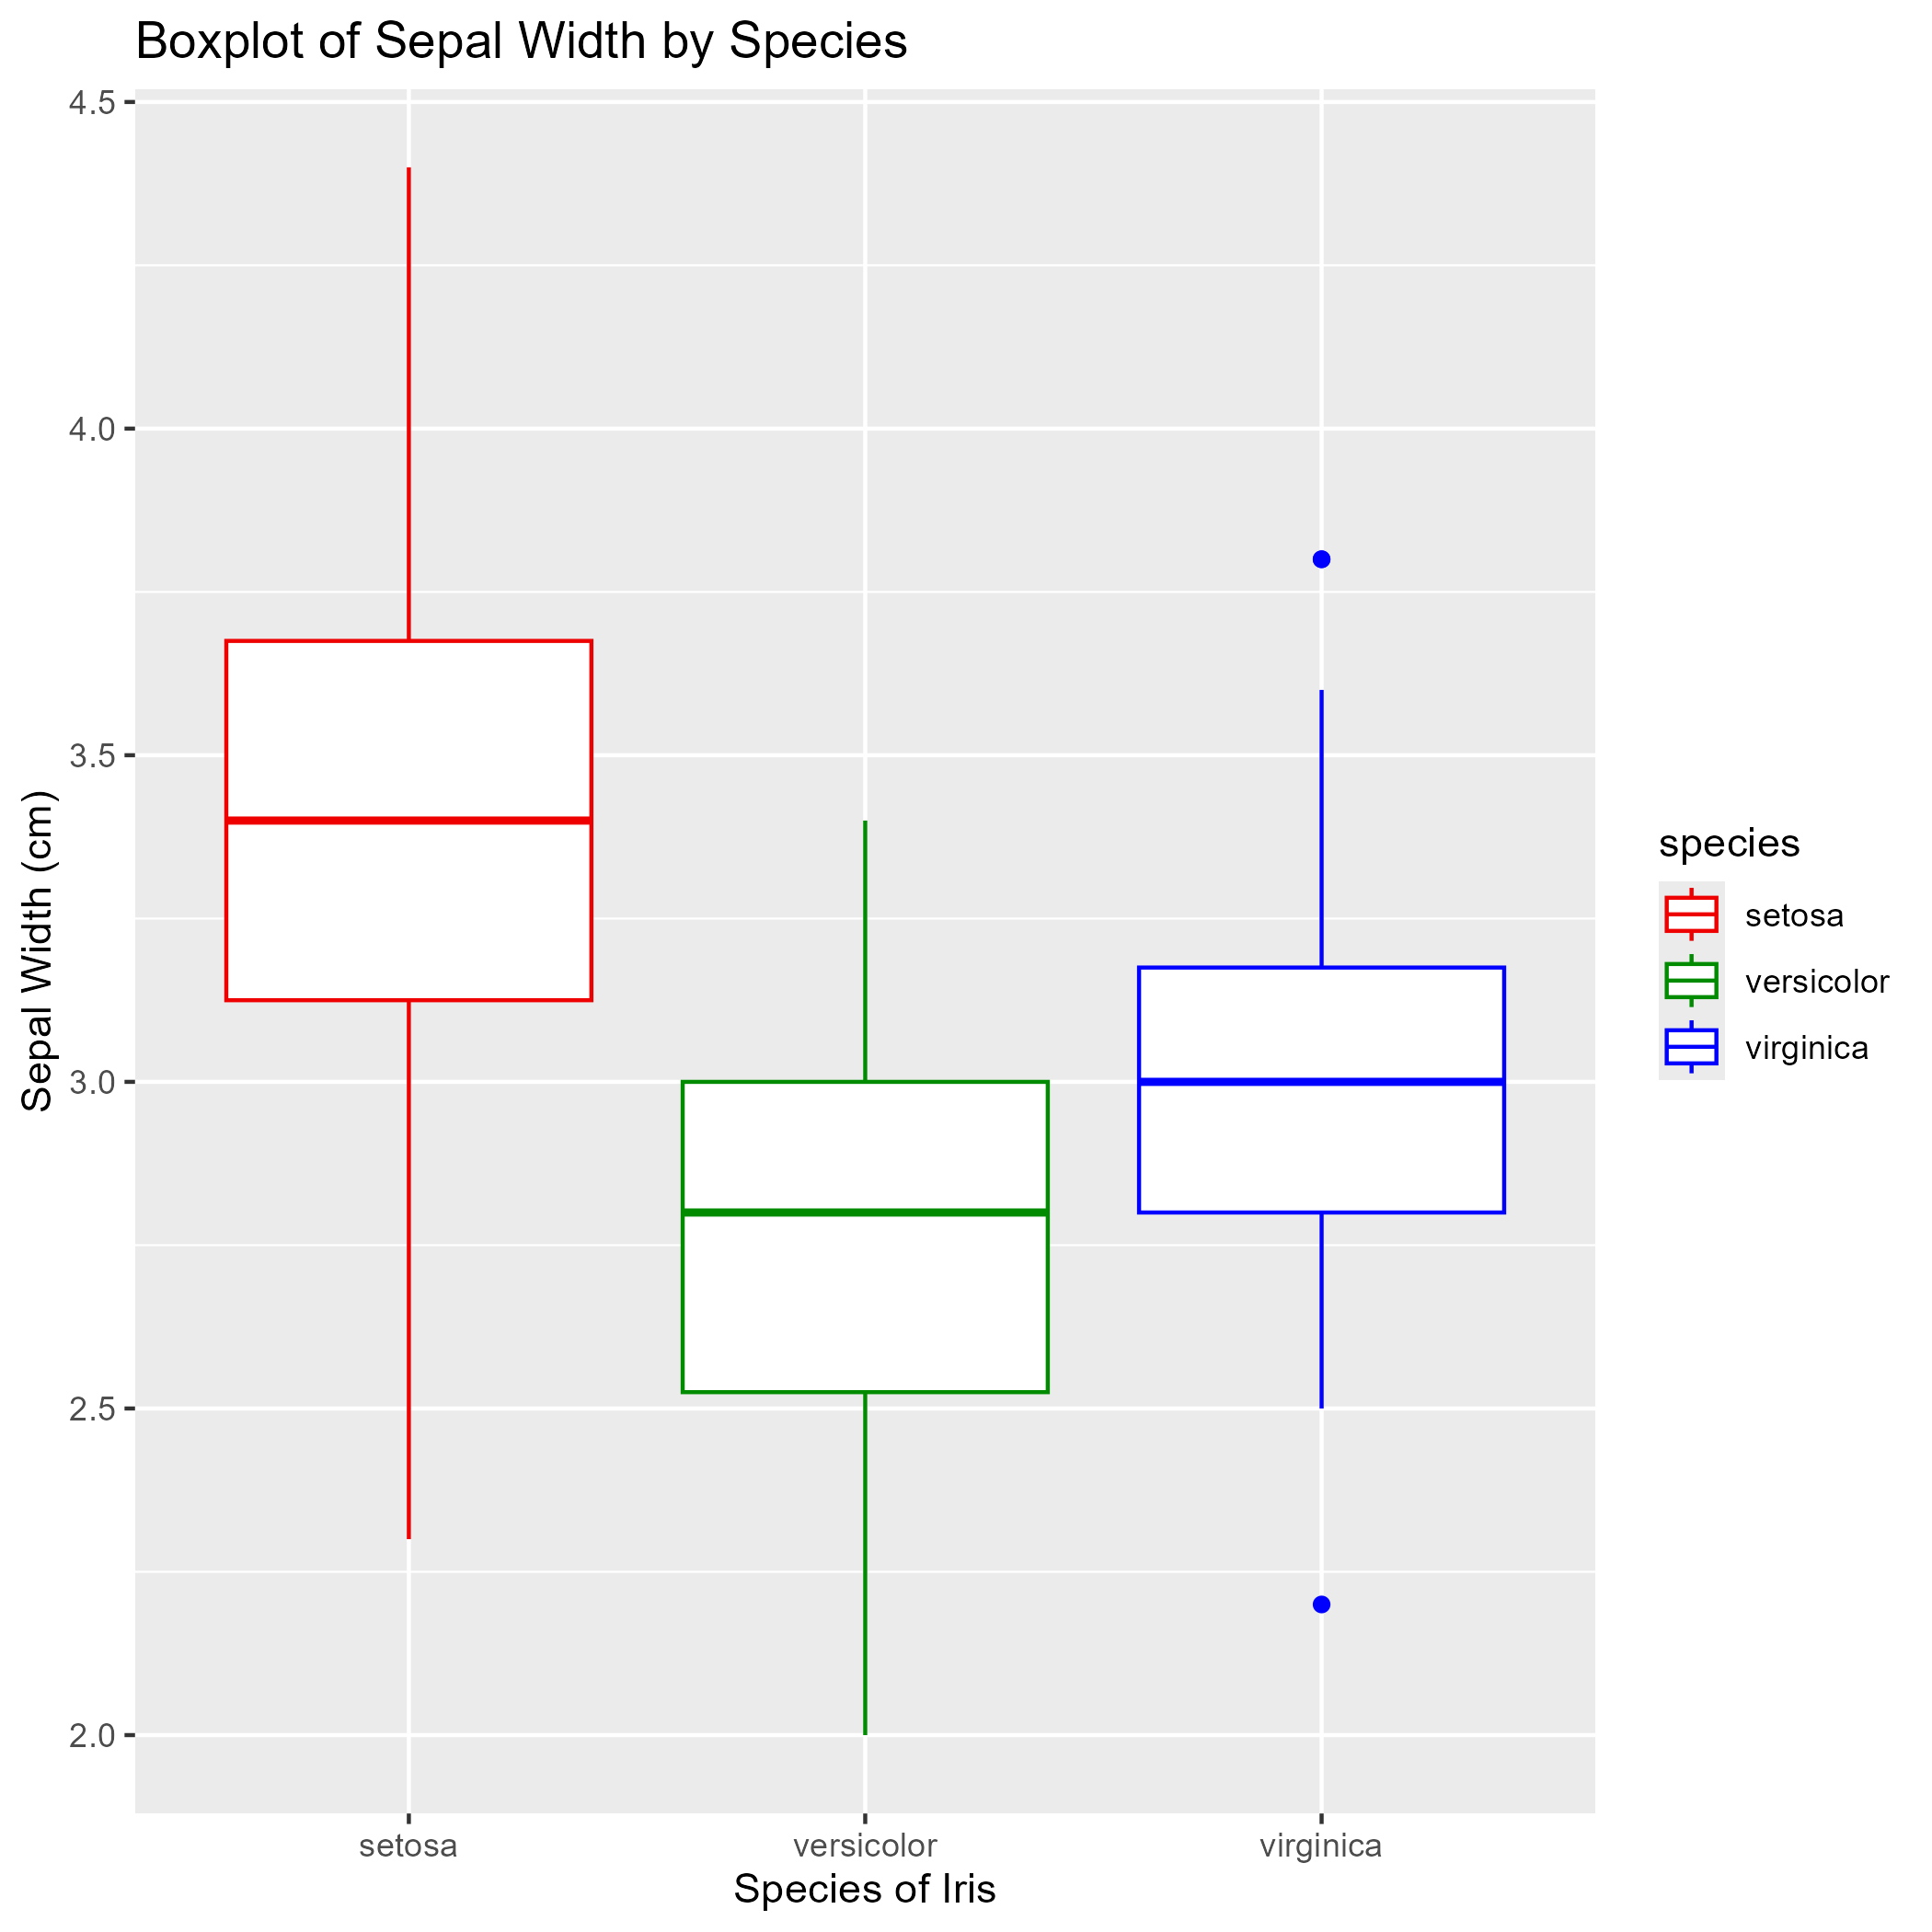 Boxplot of Sepal Width by Species
4.5
4.0
3.5
3.0
2.5
2.0
Sepal Width (cm)
setosa
versicolor
virginica
Species of Iris
species
setosa
versicolor
virginica